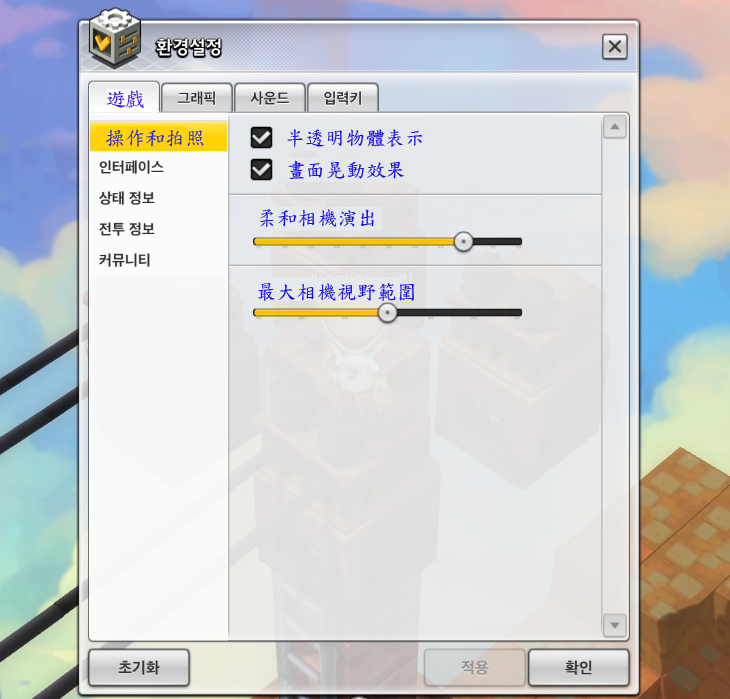 환경설정
遊戲 그래픽 사운드 입력키
操作和拍照
인터페이스
상태 정보
전투 정보
커뮤니티
半透明物體表示
畫面晃動效果
柔和相機演出
最大相機視野範圍
초기화 적용 확인